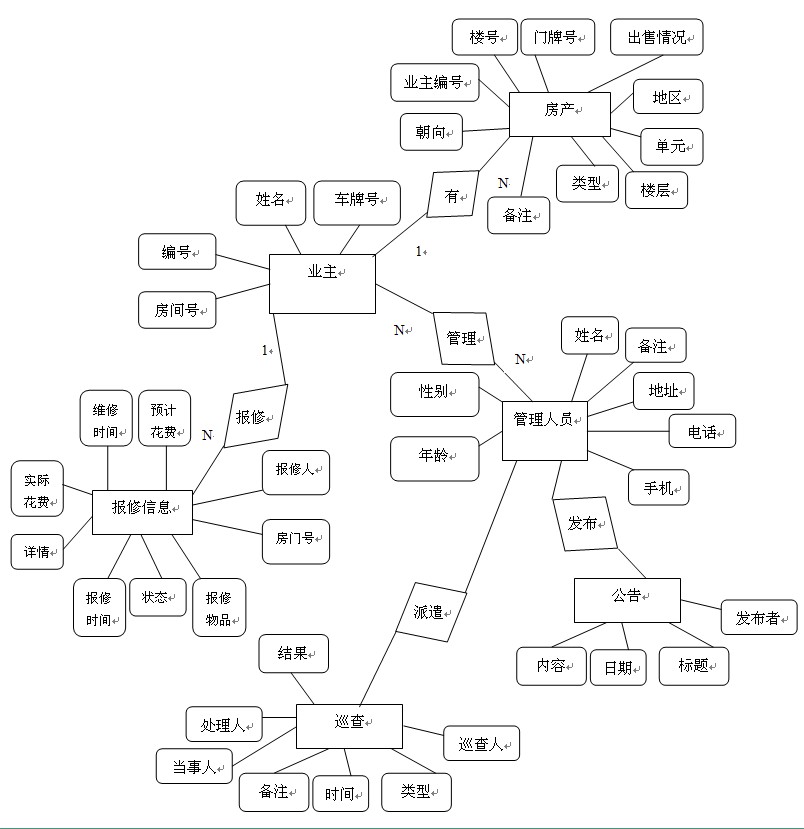 楼号
门牌号
出售情况
业主编号
房产
地区
朝向
单元
有
N
类型
楼层
备注
姓名
车牌号
1
编号
业主
房间号
N
管理
1
N
姓名
备注
性别
地址
管理人员
电话
年龄
手机
维修
时间
预计
花费
报修
N
实际
花费
报修人
报修信息
详情
房门号
发布
报修
时间
状态
报修
物品
派遣
公告
发布者
内容
日期
标题
结果
处理人
巡查
巡查人
当事人
备注
时间
类型